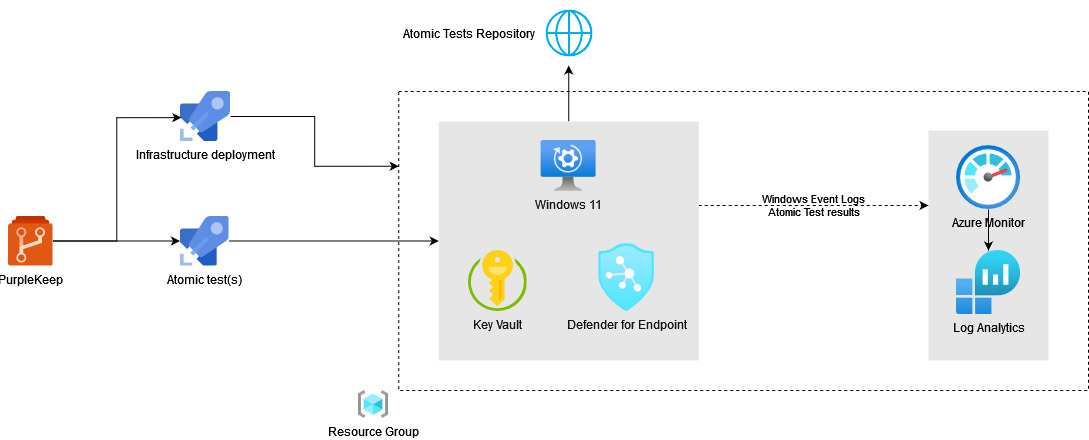 Atomic Tests Repository
Infrastructure deployment
Windows 11
Windows Event Logs
Atomic Test results
Azure Monitor
PurpleKeep
Atomic test(s)
Key Vault
Defender for Endpoint
Log Analytics
Resource Group